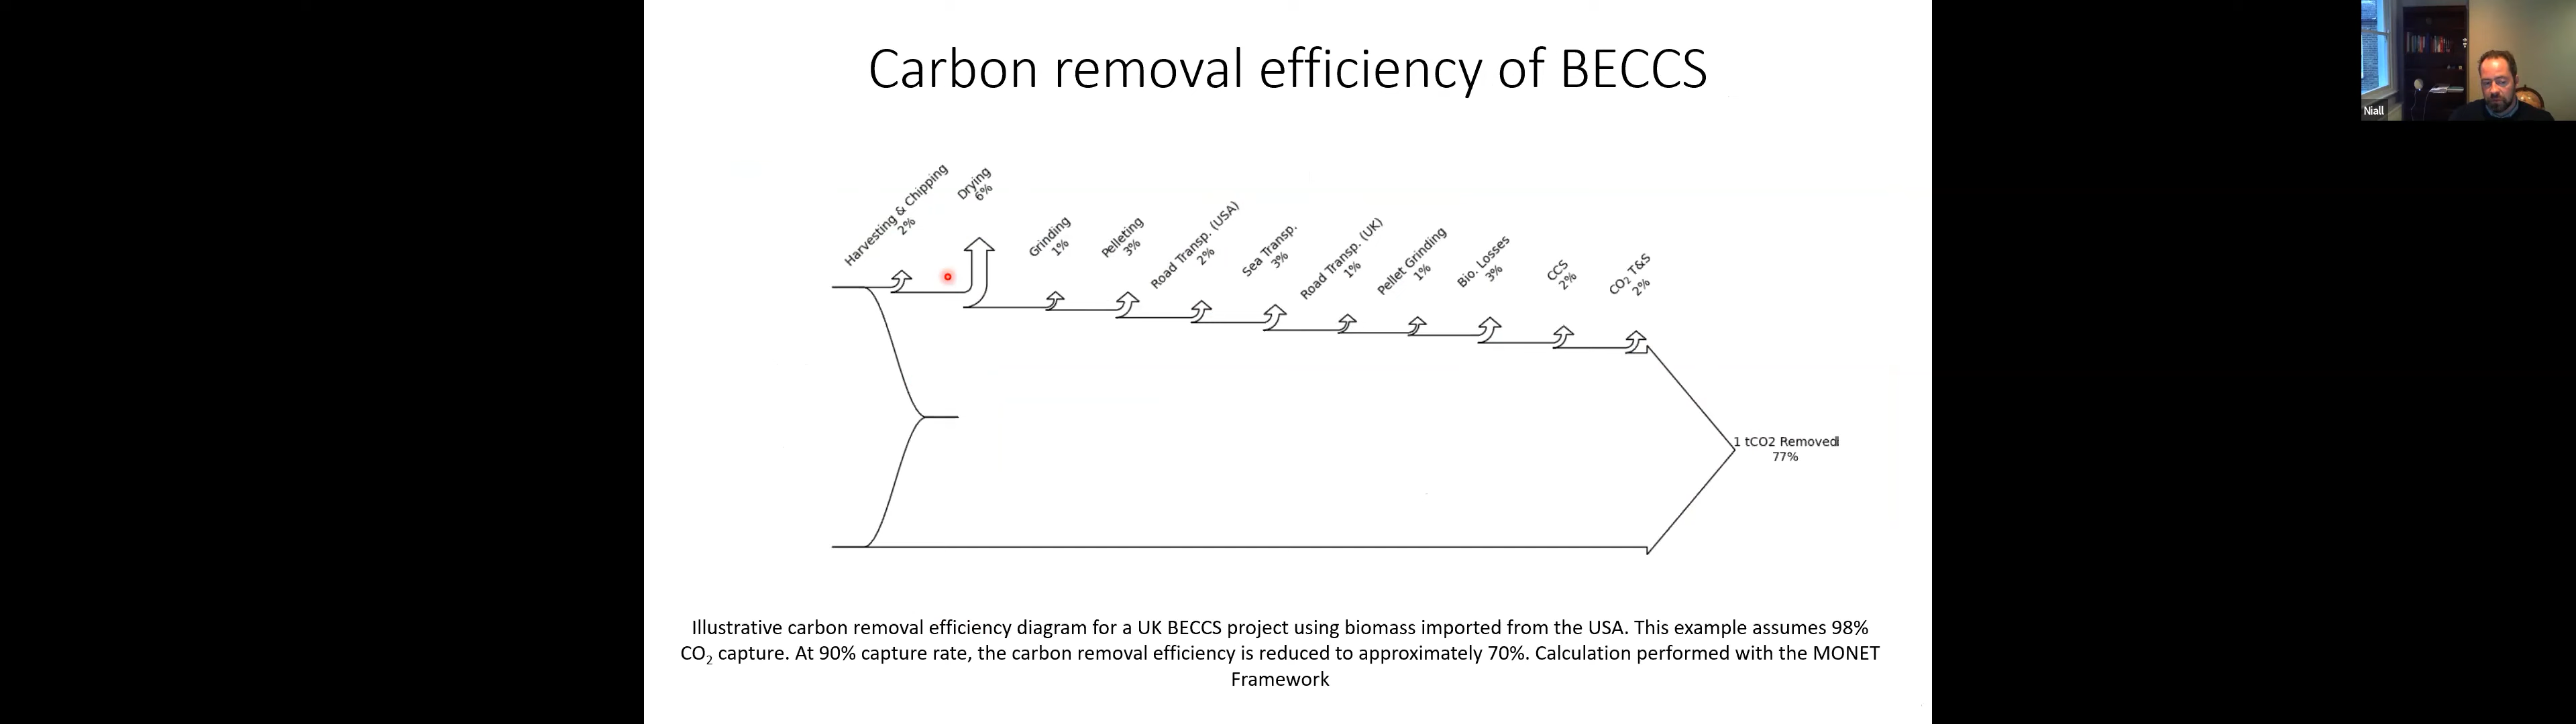 Carbon removal efficiency of BECCS
Niall
Harvesting & Chipping
2%
Drying
6%
Grinding
1%
Pelleting
3%
Road Transp. (USA)
2%
Sea Transp.
3%
Road Transp. (UK)
1%
Pellet Grinding
1%
Bio. Losses
3%
CCS
2%
CO₂ T&S
2%
1 tCO2 Removed
77%
Illustrative carbon removal efficiency diagram for a UK BECCS project using biomass imported from the USA. This example assumes 98%
CO₂ capture. At 90% capture rate, the carbon removal efficiency is reduced to approximately 70%. Calculation performed with the MONET
Framework